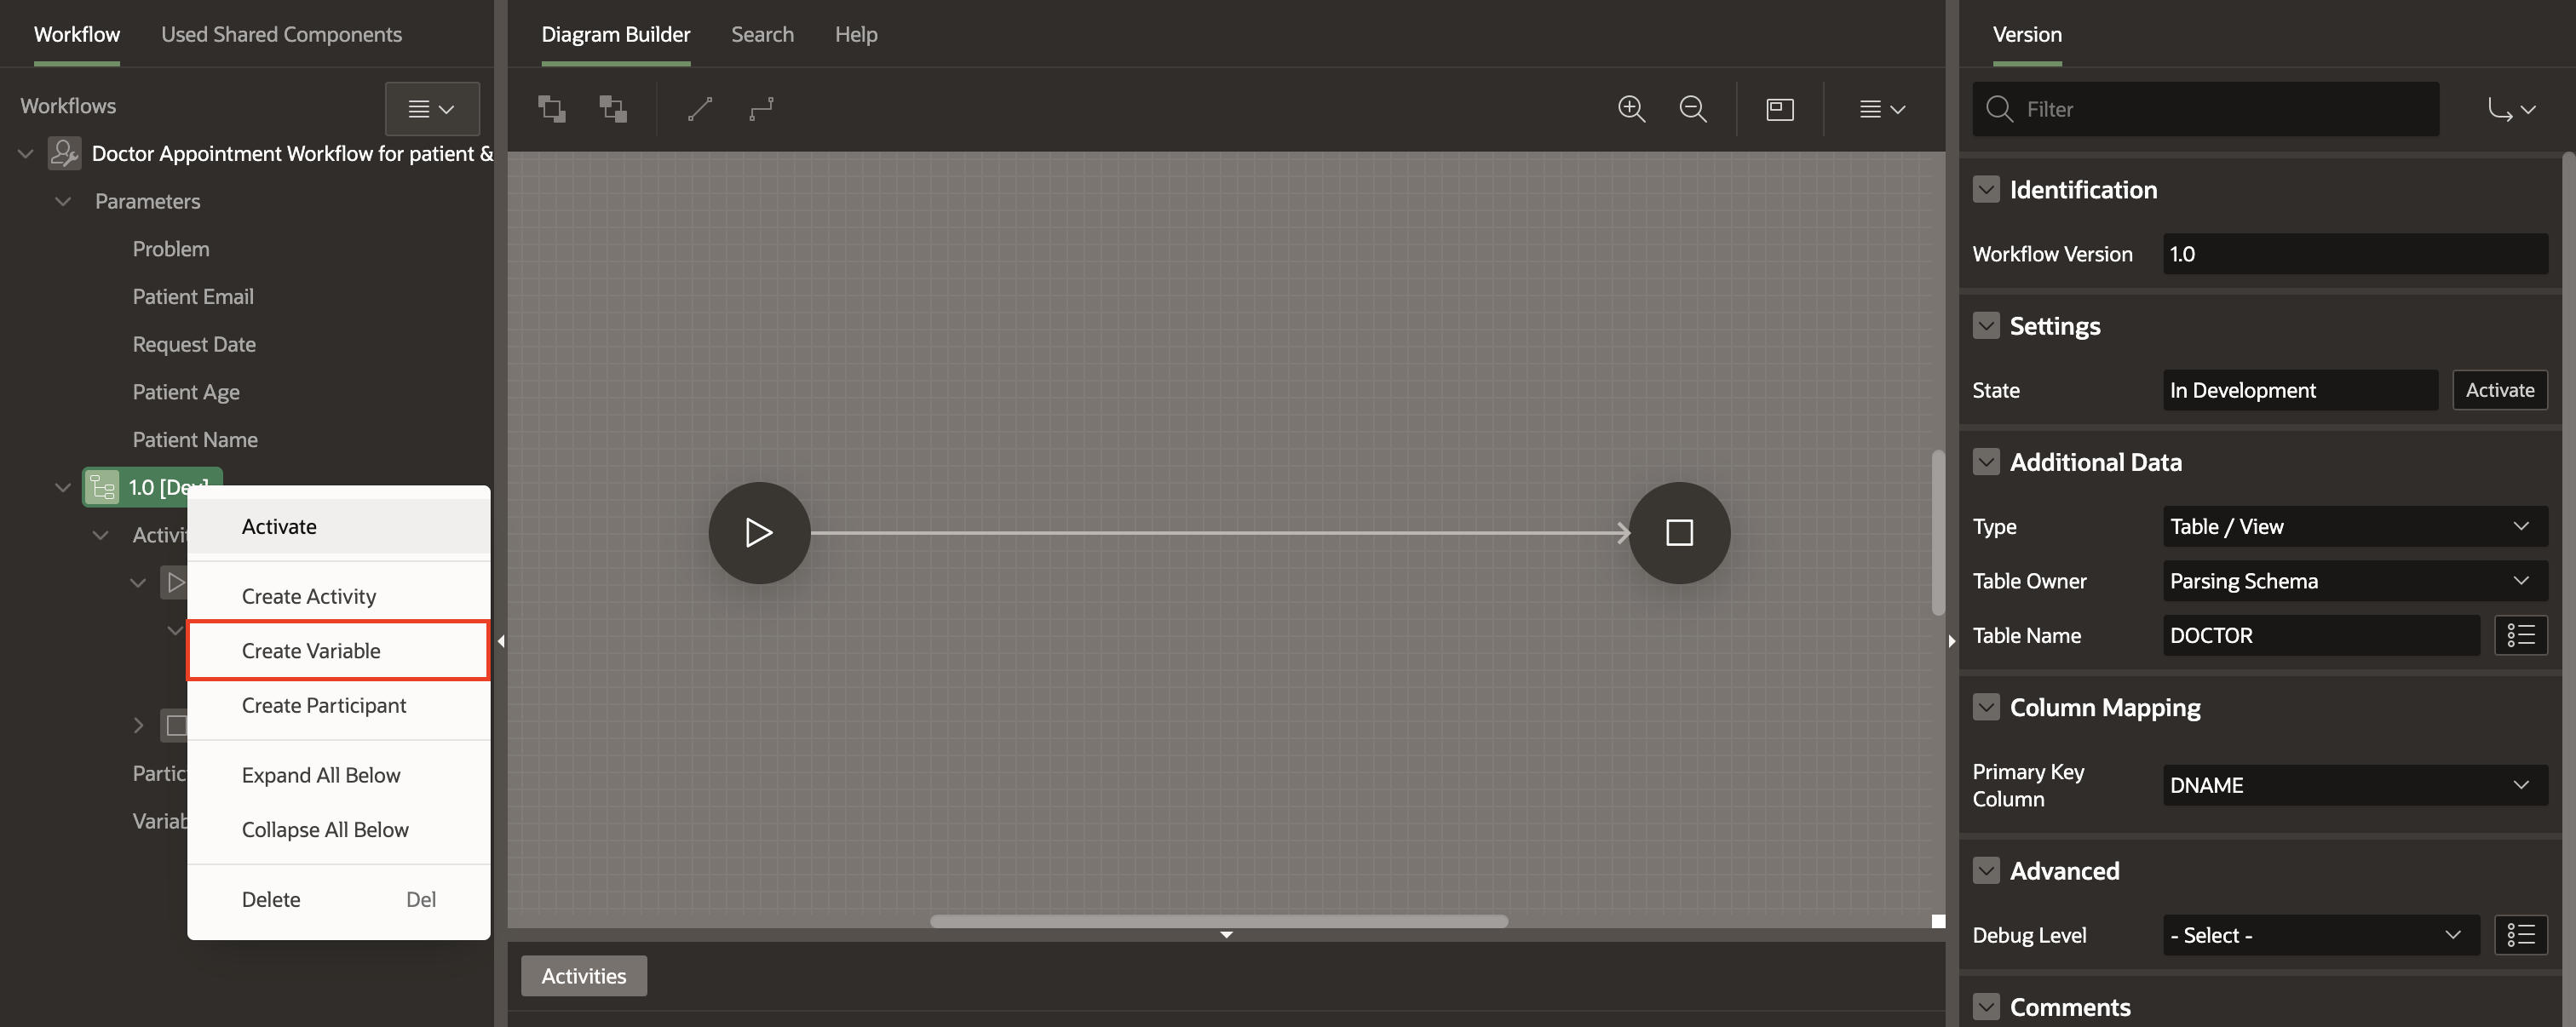 Workflow
Used Shared Components
Workflows
Doctor Appointment Workflow for patient &
Parameters
Problem
Patient Email
Request Date
Patient Age
Patient Name
1.0 [Dev]
Activate
Create Activity
Create Variable
Create Participant
Expand All Below
Collapse All Below
Delete Del
Diagram Builder
Search
Help
Activities
Version
Filter
Identification
Workflow Version 1.0
Settings
State In Development Activate
Additional Data
Type Table / View
Table Owner Parsing Schema
Table Name DOCTOR
Column Mapping
Primary Key
Column
DNAME
Advanced
Debug Level - Select -
Comments